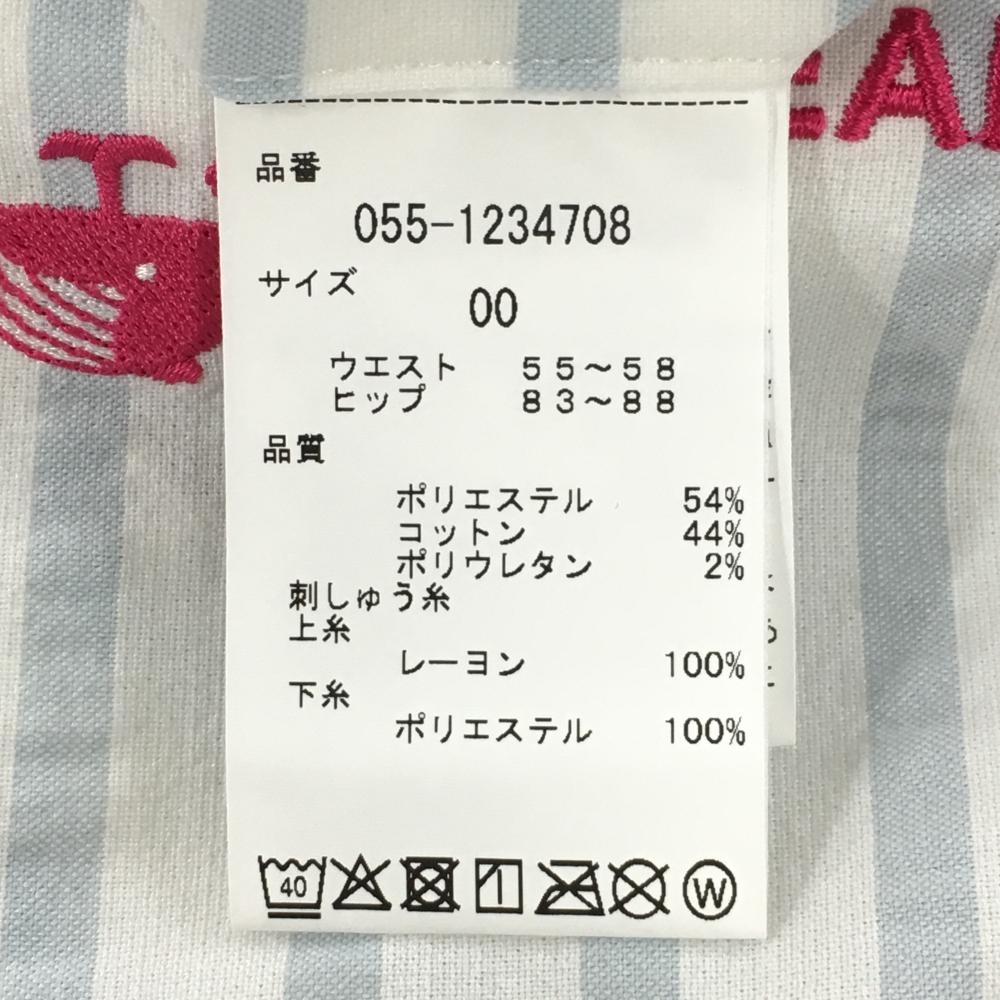 EA
品番
055-1234708
サイズ
00
ウエスト 55~58
ヒップ 83~88
品質
ポリエステル 54%
コットン 44%
ポリウレタン 2%
刺しゅう糸
上糸
レーヨン 100%
下糸
ポリエステル 100%
40
W